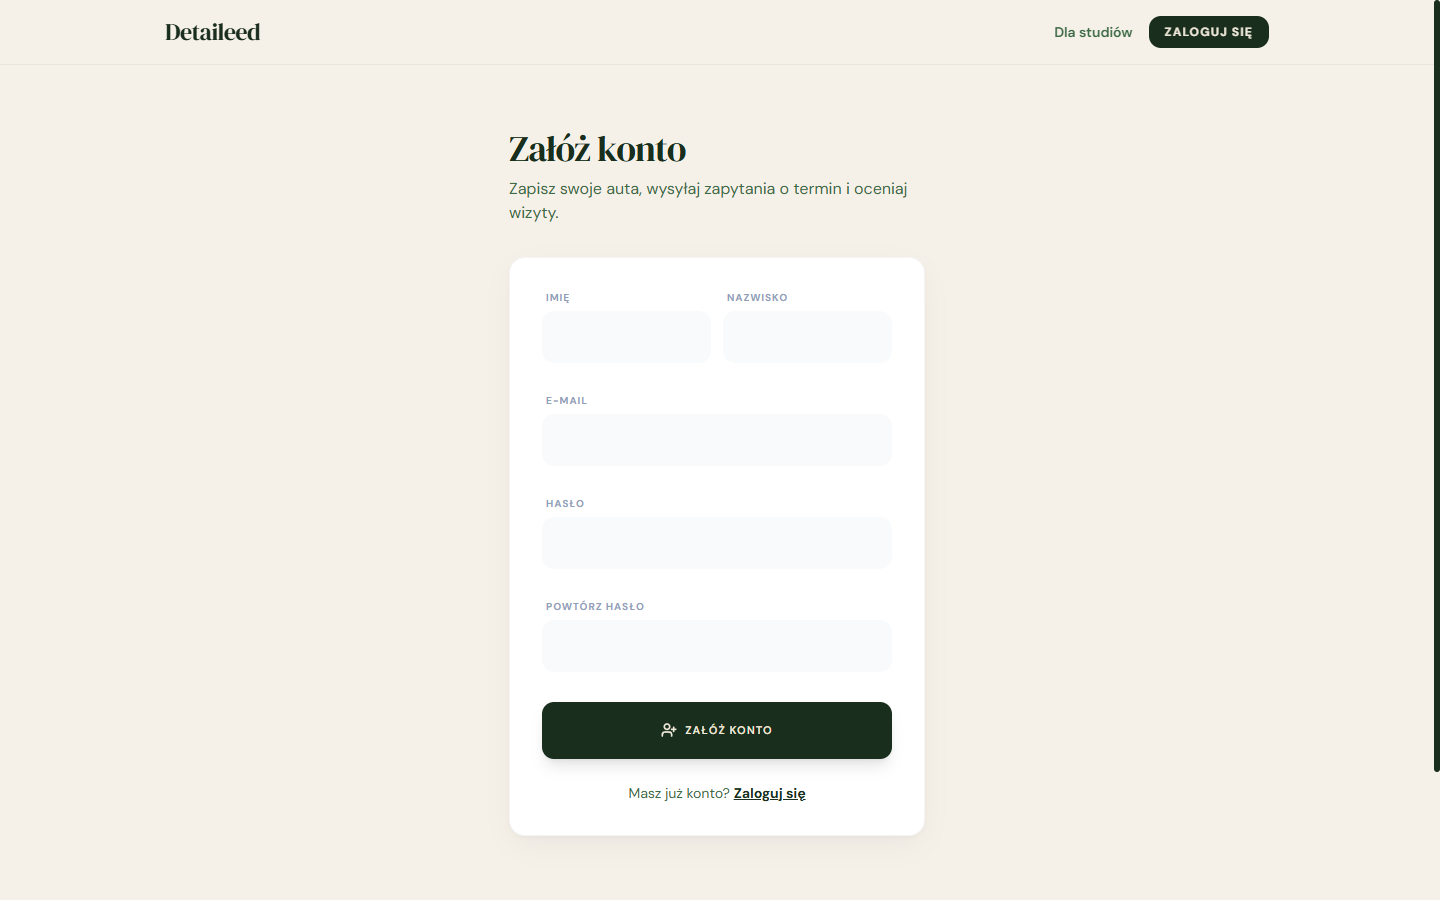 Detaileed
Dla studiów
ZALOGUJ SIĘ
Załóż konto
Zapisz swoje auta, wysyłaj zapytania o termin i oceniaj
wizyty.
IMIĘ
NAZWISKO
E-MAIL
HASŁO
POWTÓRZ HASŁO
ZAŁÓŻ KONTO
Masz już konto? Zaloguj się